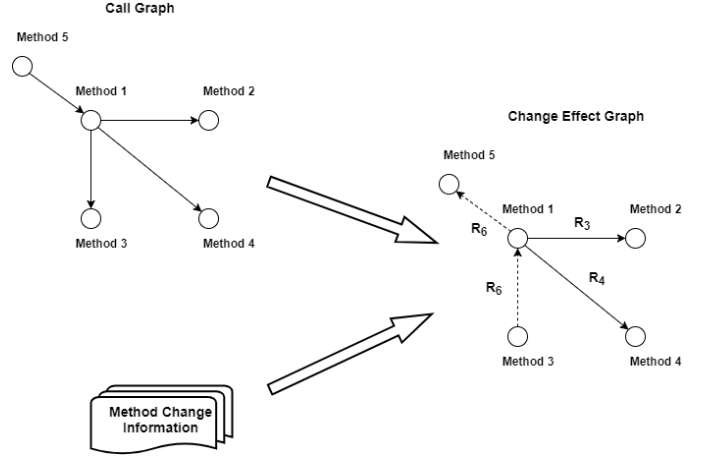 Call Graph
Method 5
Method 1
Method 2
Method 3
Method 4
Change Effect Graph
Method 5
Method 1
Method 2
R6
R3
R4
R6
Method 3
Method 4
Method Change
Information